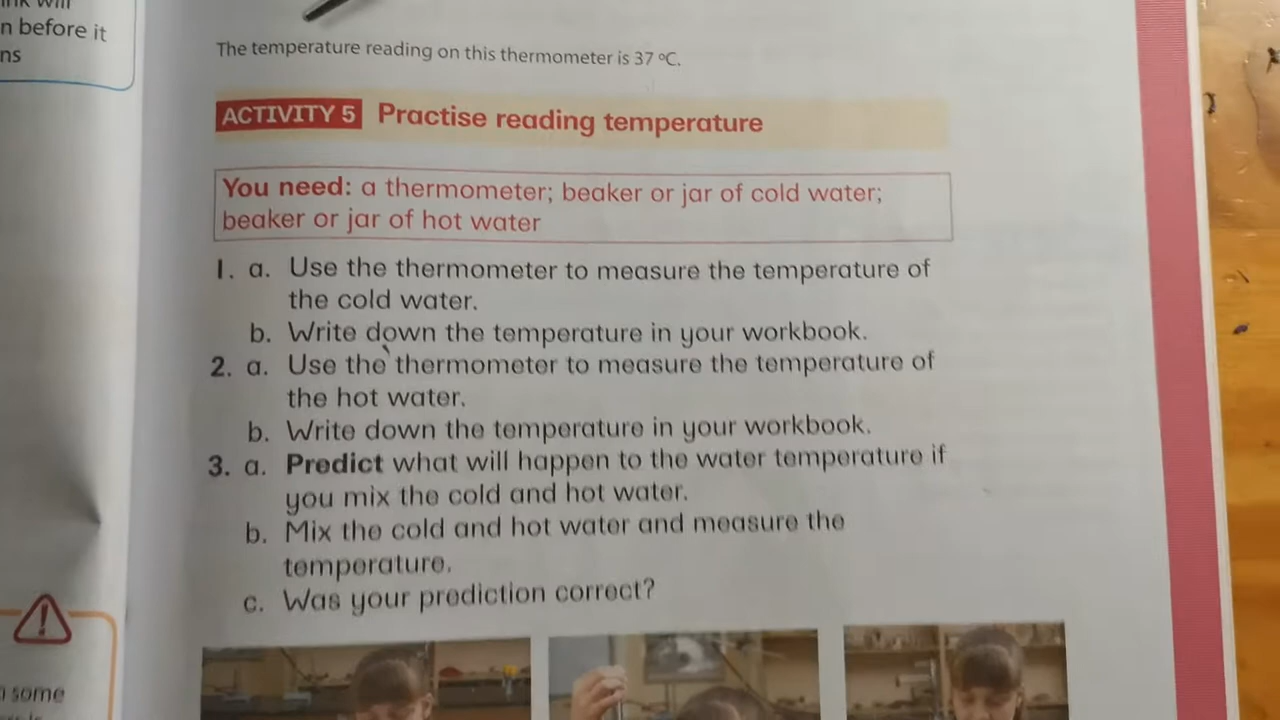 n before it
ns
The temperature reading on this thermometer is 37 °C.
ACTIVITY 5 Practise reading temperature
You need: a thermometer; beaker or jar of cold water;
beaker or jar of hot water
1. a. Use the thermometer to measure the temperature of
the cold water.
b. Write down the temperature in your workbook.
2. a. Use the thermometer to measure the temperature of
the hot water.
b. Write down the temperature in your workbook.
3. a. Predict what will happen to the water temperature if
you mix the cold and hot water.
b. Mix the cold and hot water and measure the
temperature.
c. Was your prediction correct?
some